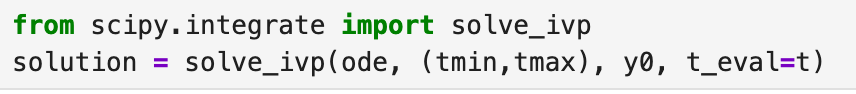 from scipy.integrate import solve_ivp
solution = solve_ivp(ode, (tmin,tmax), y0, t_eval=t)